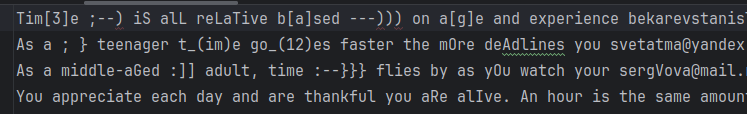 Tim[3]e ;--) iS alL reLaTive b[a]sed ---))) on a[g]e and experience bekarevstanis
As a ; } teenager t_(im)e go_(12)es faster the mOre deAdlines you svetatma@yandex
As a middle-aGed :]] adult, time :--}}} flies by as yOu watch your sergVova@mail.
You appreciate each day and are thankful you aRe alIve. An hour is the same amoun